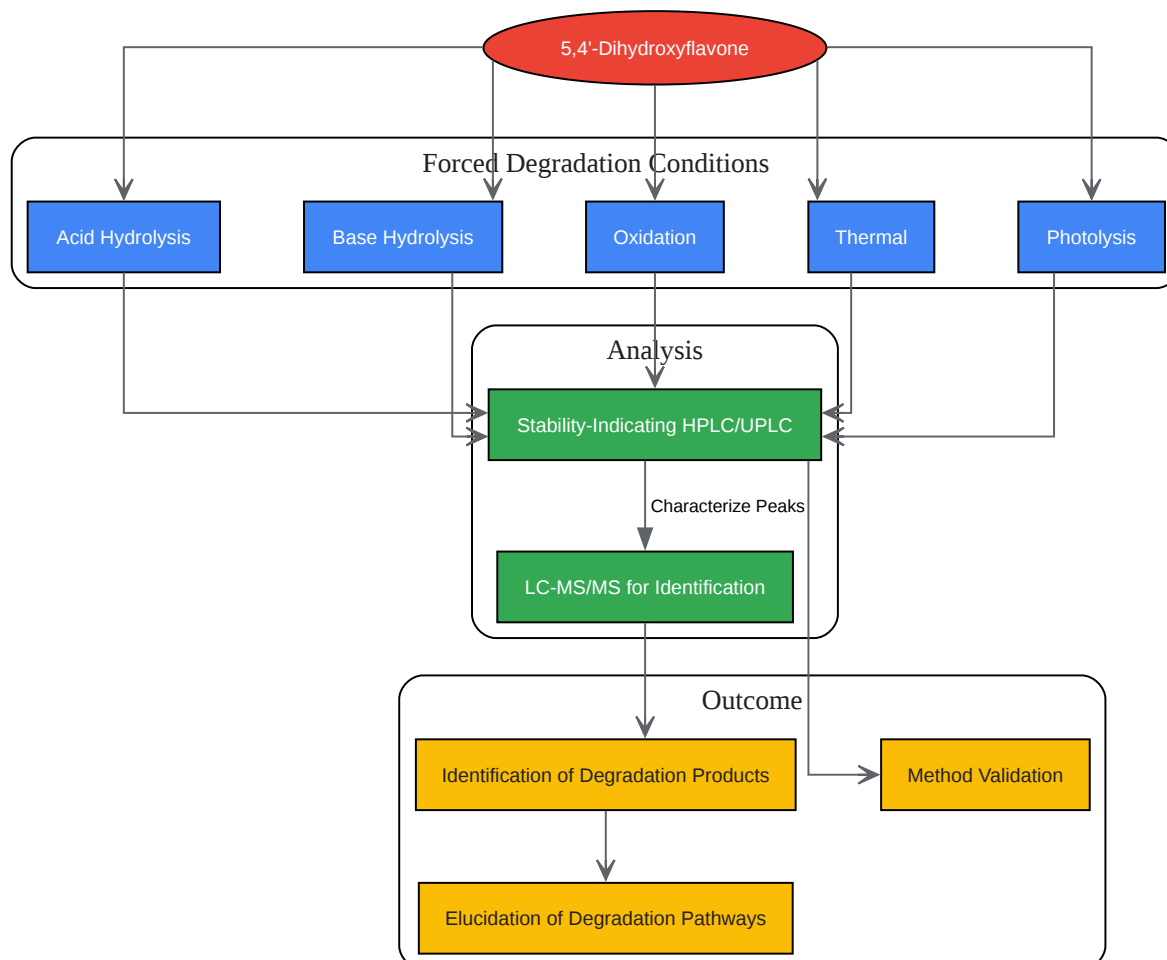 5,4'-Dihydroxyflavone
Forced Degradation Conditions
Acid Hydrolysis
Base Hydrolysis
Oxidation
Thermal
Photolysis
Analysis
Stability-Indicating HPLC/UPLC
Characterize Peaks
LC-MS/MS for Identification
Outcome
Identification of Degradation Products
Method Validation
Elucidation of Degradation Pathways